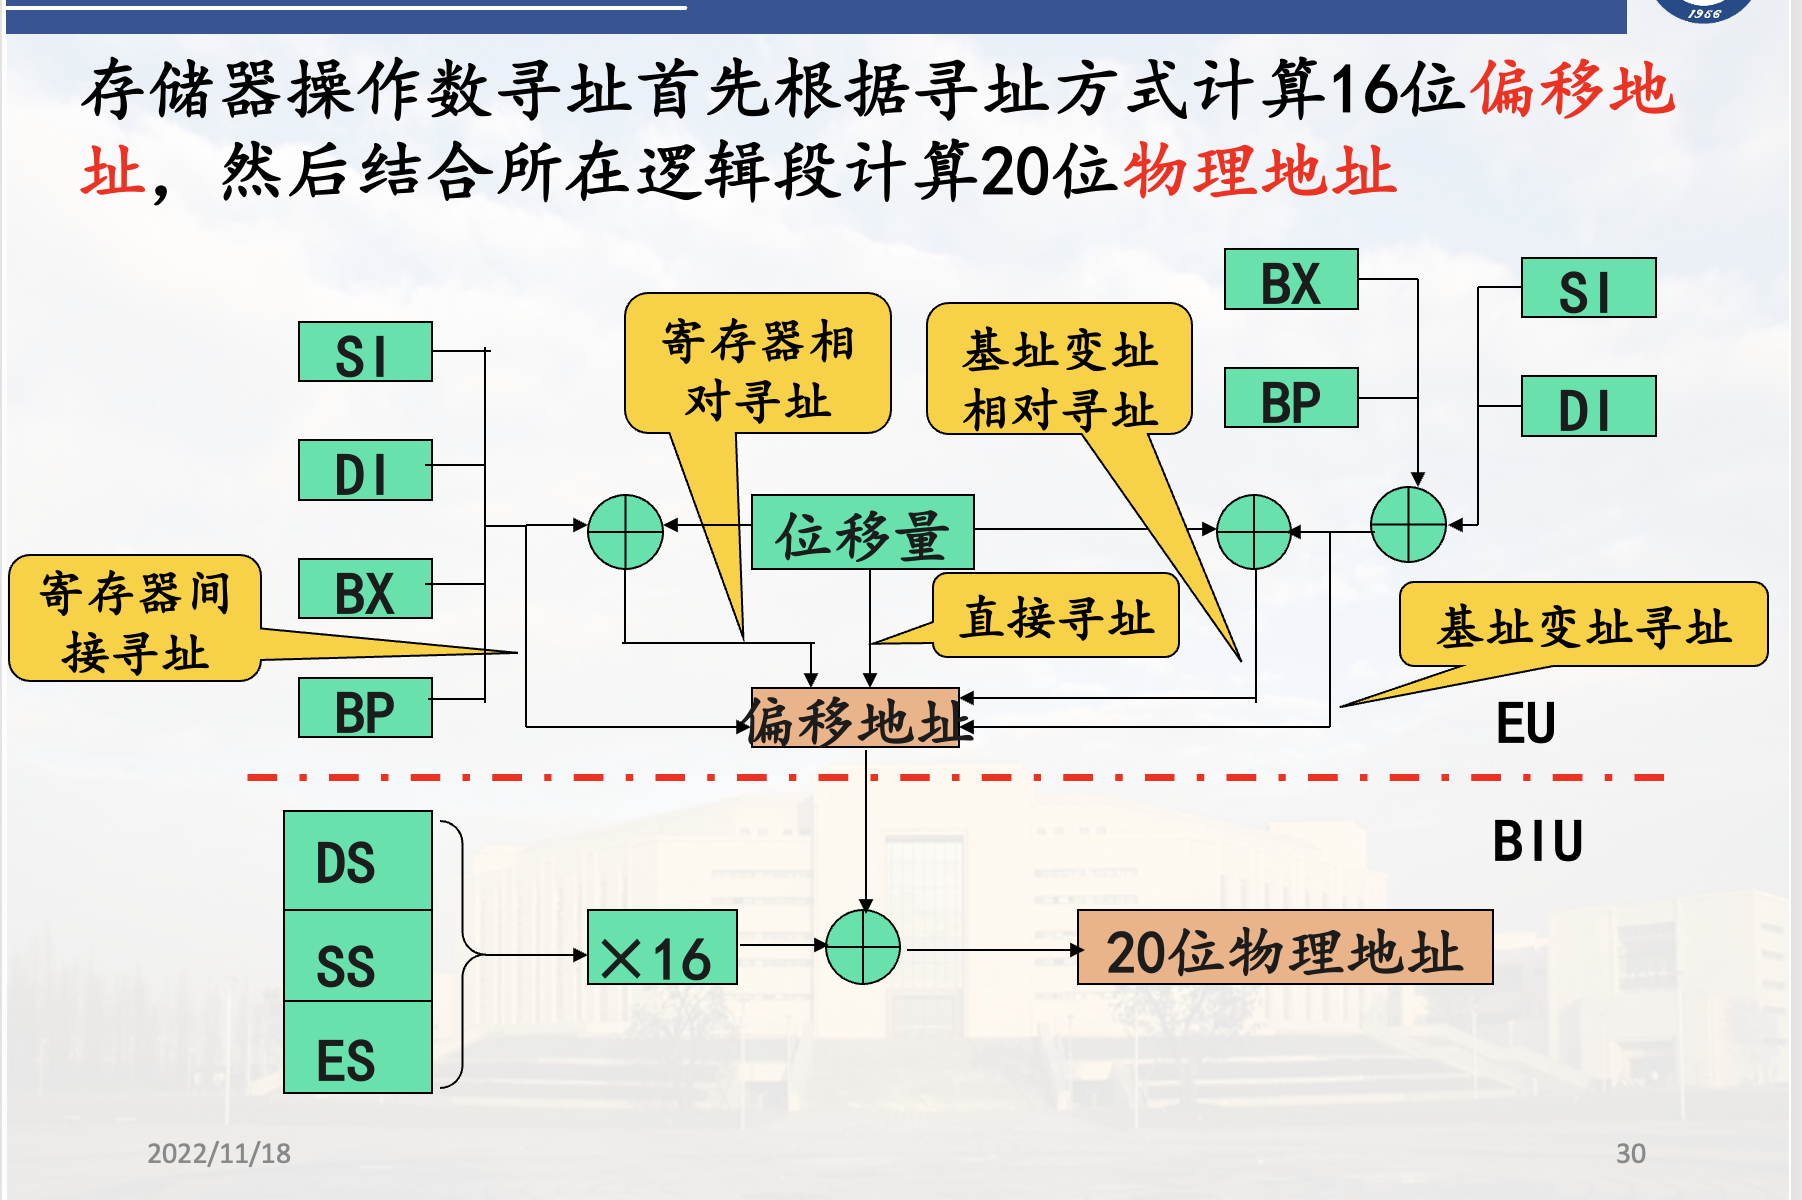 1956
存储器操作数寻址首先根据寻址方式计算16位偏移地
址，然后结合所在逻辑段计算20位物理地址
BX
SI
寄存器相
对寻址
基址变址
相对寻址
SI
BP
DI
DI
位移量
寄存器间
接寻址
BX
直接寻址
基址变址寻址
BP
偏移地址
EU
BIU
DS
SS
ES
×16
20位物理地址
2022/11/18
30